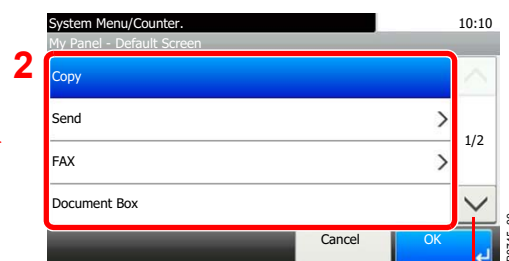 System Menu/Counter. 10:10
My Panel - Default Screen
2
Copy
Send
1/2
FAX
Document Box
Cancel OK